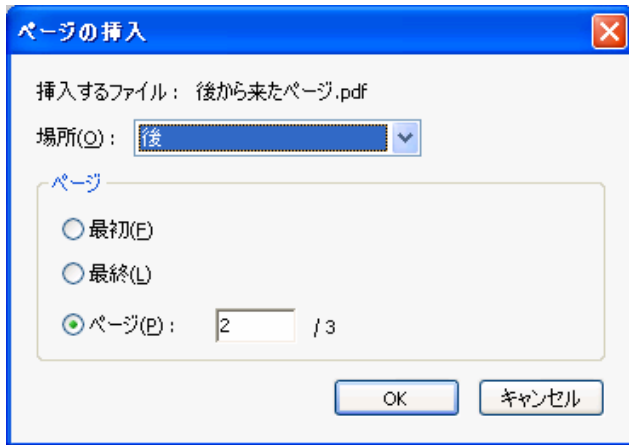 ページの挿入
挿入するファイル： 後から来たページ.pdf
場所(O)： 後
ページ
最初(F)
最終(L)
ページ(P)： 2 / 3
OK キャンセル